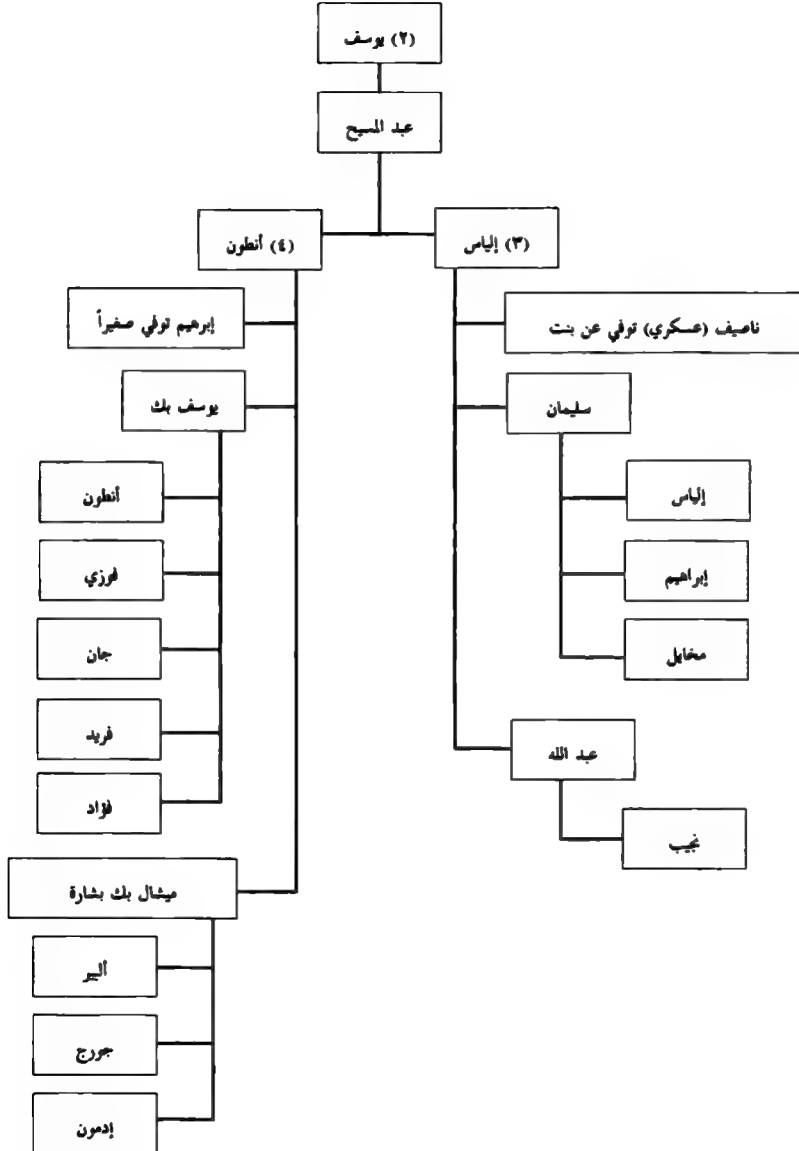 (٢) يوسف
عبد المسيح
(٣) إلياس
(٤) أنطون
ناصيف (عسكري) توفي عن بنت
إبرهيم توفي صغيراً
سليمان
يوسف بك
إلياس
أنطون
إبراهيم
فوزي
مخايل
جان
عبد الله
فريد
فؤاد
نجيب
ميشال بك بشارة
ألبير
جورج
إدمون